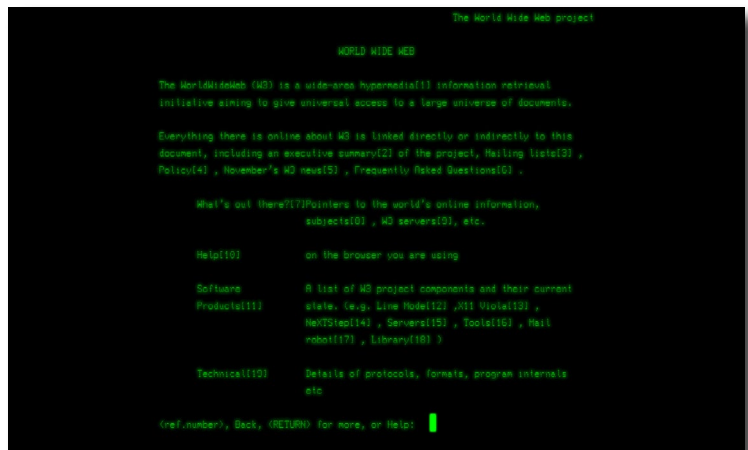 The World Wide Web project
WORLD WIDE WEB
The WorldWideWeb (W3) is a wide-area hypermedia[1] information retrieval
initiative aiming to give universal access to a large universe of documents.
Everything there is online about W3 is linked directly or indirectly to this
document, including an executive summary[2] of the project, Mailing lists[3] ,
Policy[4] , November's W3 news[5] , Frequently Asked Questions[6] .
What's out there?[7]Pointers to the world's online information,
subjects[8] , W3 servers[9], etc.
Help[10] on the browser you are using
Software A list of W3 project components and their current
Products[11] state. (e.g. Line Mode[12] ,X11 Viola[13] ,
NeXTStep[14] , Servers[15] , Tools[16] , Mail
robot[17] , Library[18] )
Technical[19] Details of protocols, formats, program internals
etc
<ref.number>, Back, <RETURN> for more, or Help: